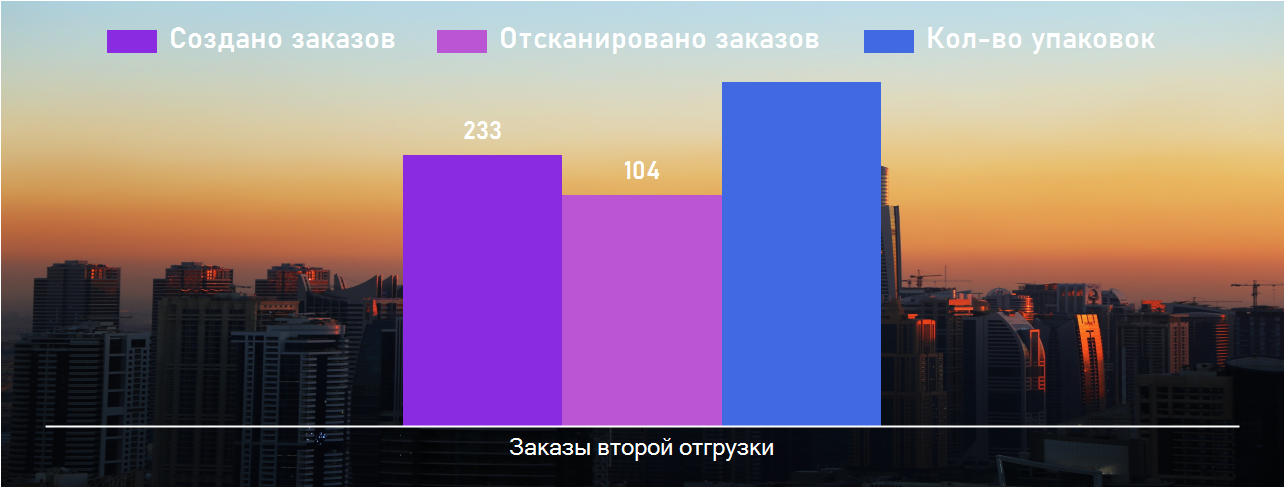 Создано заказов Отсканировано заказов Кол-во упаковок
233
104
Заказы второй отгрузки